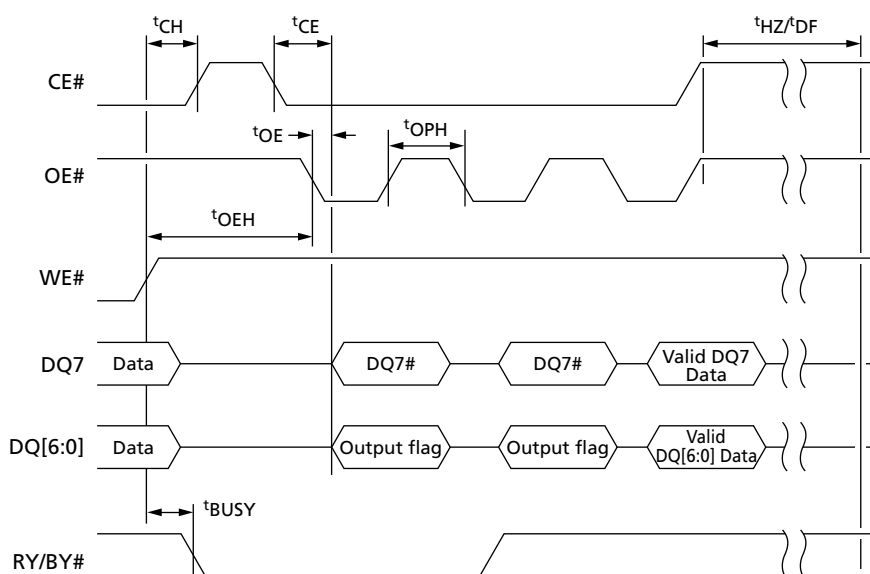 tCH
tCE
tHZ/tDF
CE#
tOE
tOPH
OE#
tOEH
WE#
DQ7
Data
DQ7#
DQ7#
Valid DQ7
Data
DQ[6:0]
Data
Output flag
Output flag
Valid
DQ[6:0] Data
tBUSY
RY/BY#